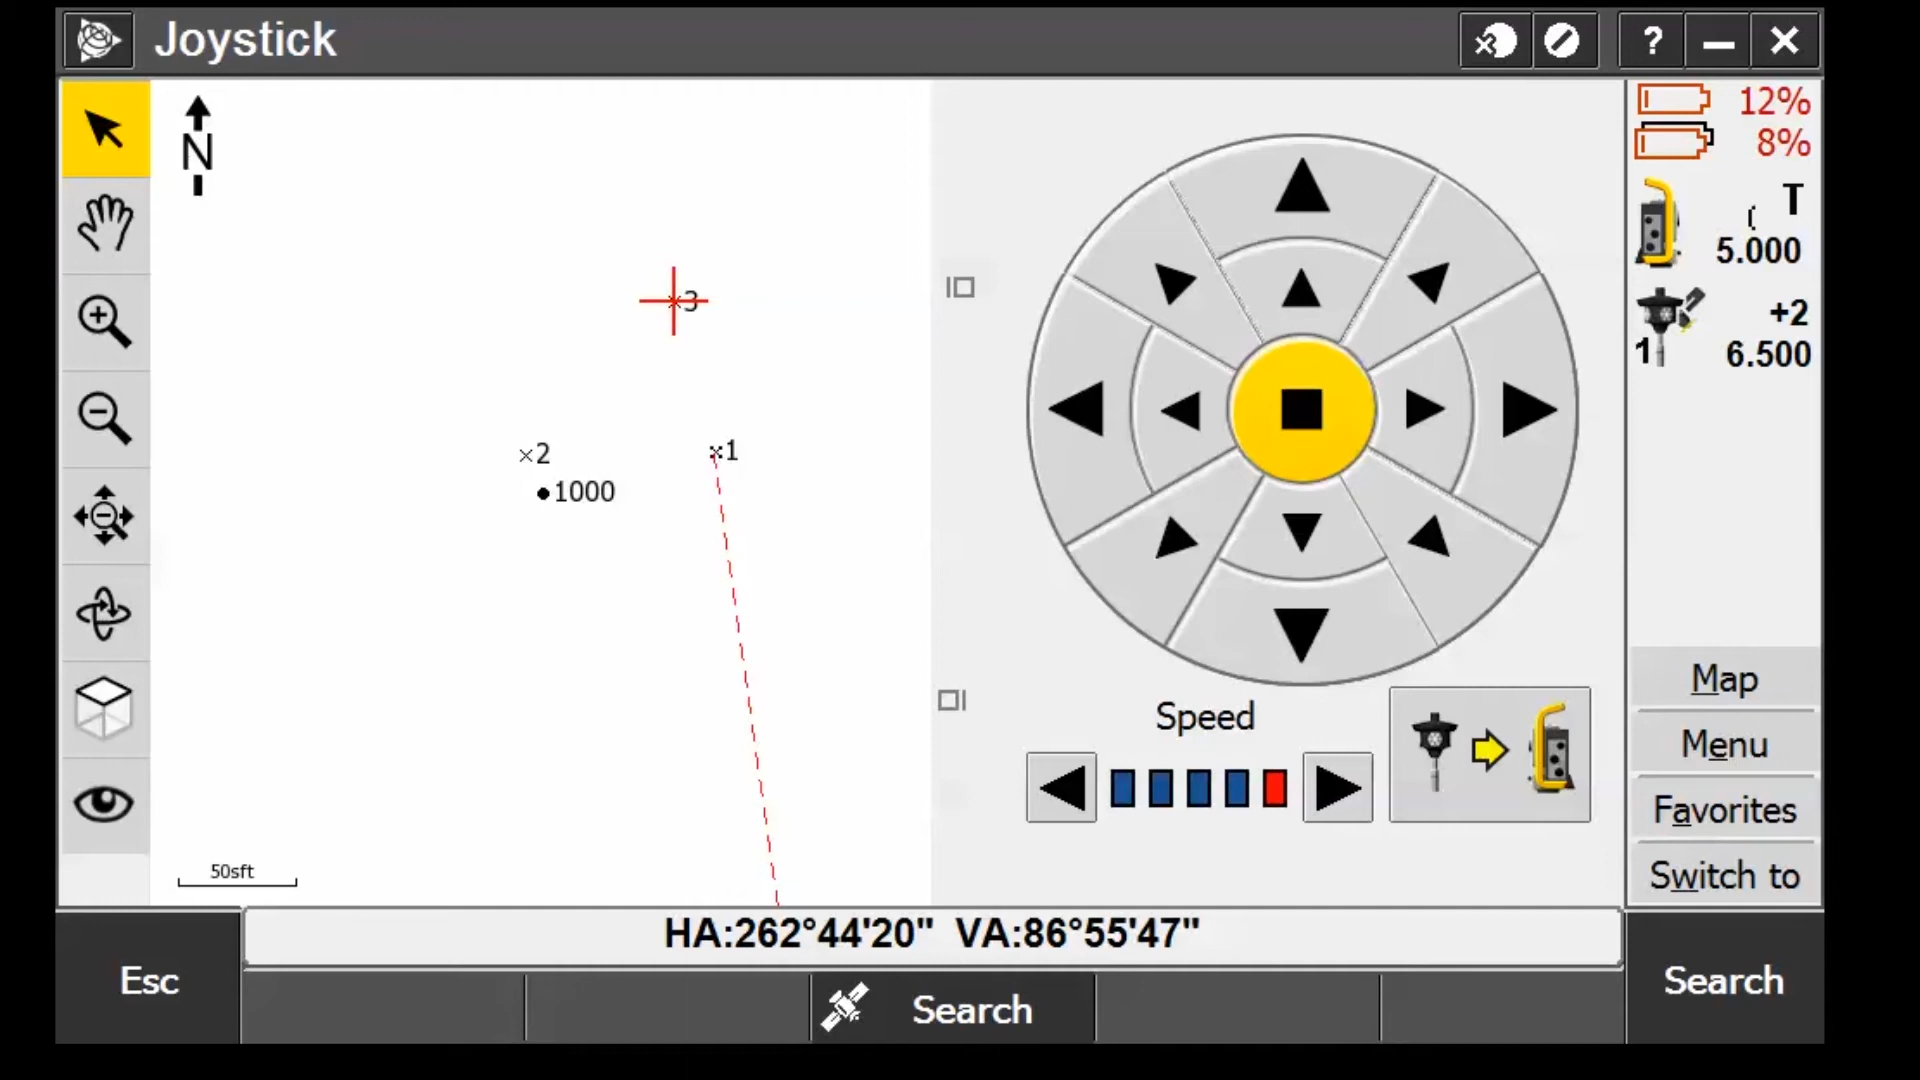 Joystick
?
N
12%
8%
T
5.000
+2
1
6.500
3
2
1
1000
Speed
50sft
Map
Menu
Favorites
Switch to
HA:262°44'20" VA:86°55'47"
Esc
Search
Search